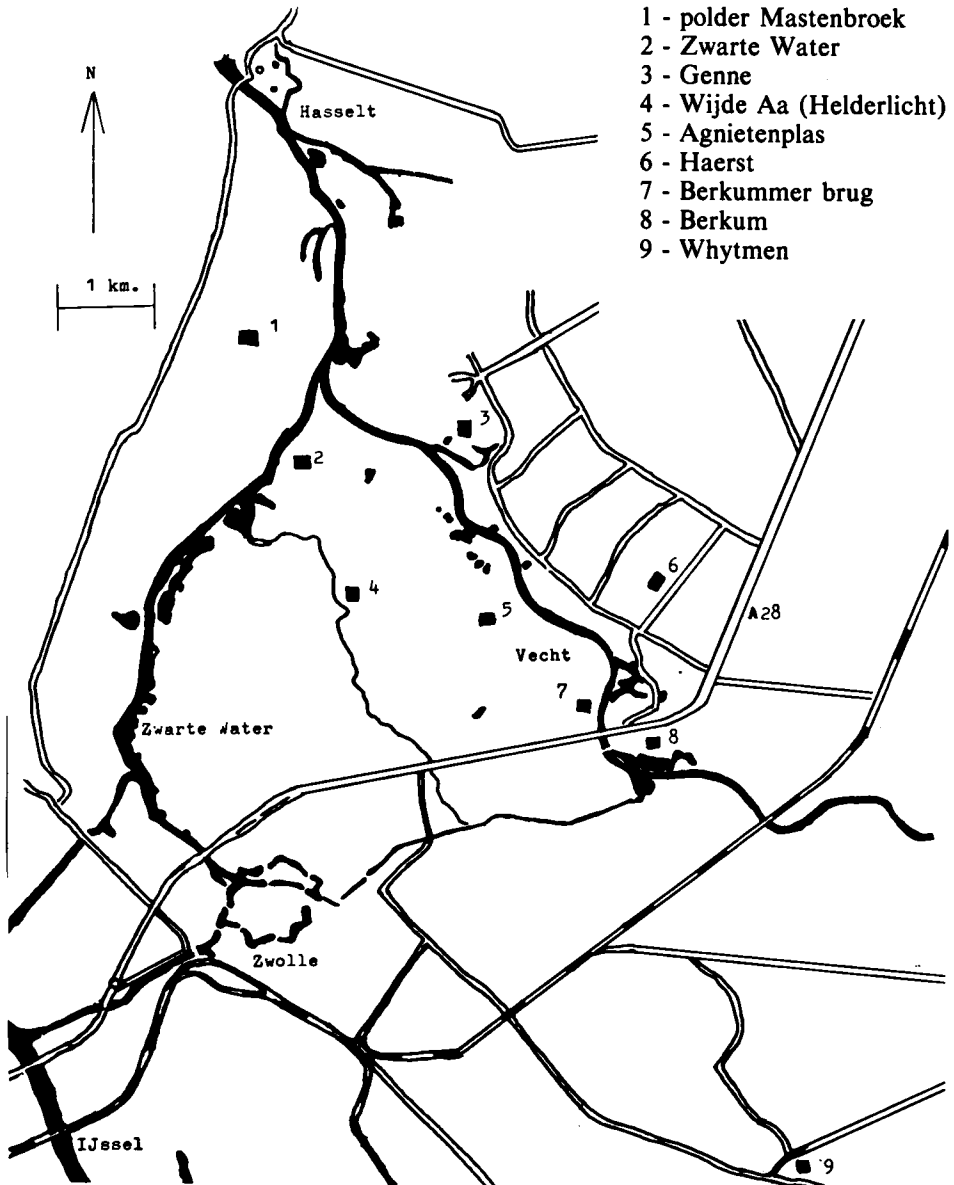 1 - polder Mastenbroek
2 - Zwarte Water
3 - Genne
4 - Wijde Aa (Helderlicht)
5 - Agnietenplas
6 - Haerst
7 - Berkummer brug
8 - Berkum
9 - Whytmen
N
Hasselt
1 km.
1
3
2
6
4
5
A28
Vecht
7
Zwarte Water
8
Zwolle
IJssel
9